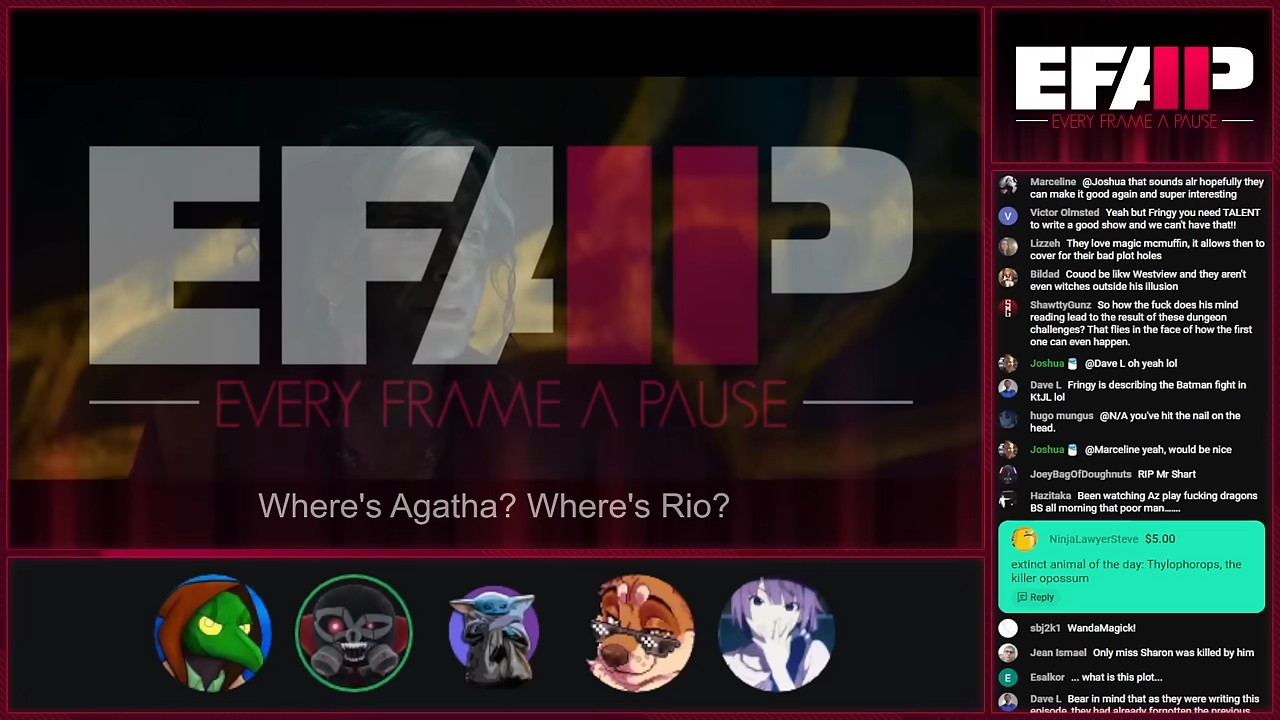 EFAP
EVERY FRAME A PAUSE
Where's Agatha? Where's Rio?
EFAP
EVERY FRAME A PAUSE
Marceline @Joshua that sounds alr hopefully they
can make it good again and super interesting
V
Victor Olmsted Yeah but Fringy you need TALENT
to write a good show and we can't have that!!
Lizzeh They love magic mcmuffin, it allows then to
cover for their bad plot holes
Bildad Couod be likw Westview and they aren't
even witches outside his illusion
ShawttyGunz So how the fuck does his mind
reading lead to the result of these dungeon
challenges? That flies in the face of how the first
one can even happen.
Joshua @Dave L oh yeah lol
Dave L Fringy is describing the Batman fight in
KtJL lol
hugo mungus @N/A you've hit the nail on the
head.
Joshua @Marceline yeah, would be nice
JoeyBagOfDoughnuts RIP Mr Shart
Hazitaka Been watching Az play fucking dragons
BS all morning that poor man.......
NinjaLawyerSteve $5.00
extinct animal of the day: Thylophorops, the
killer opossum
Reply
sbj2k1 WandaMagick!
Jean Ismael Only miss Sharon was killed by him
E
Esalkor ... what is this plot...
Dave L Bear in mind that as they were writing this
episode, they had already forgotten the previous